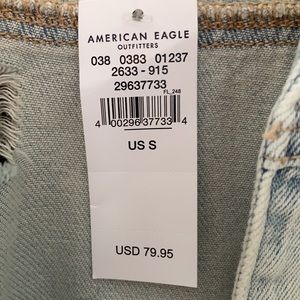 AMERICAN EAGLE
OUTFITTERS
038 0383 01237
2633 - 915
29637733
FL_248
4 00296 37733 4
US S
USD 79.95